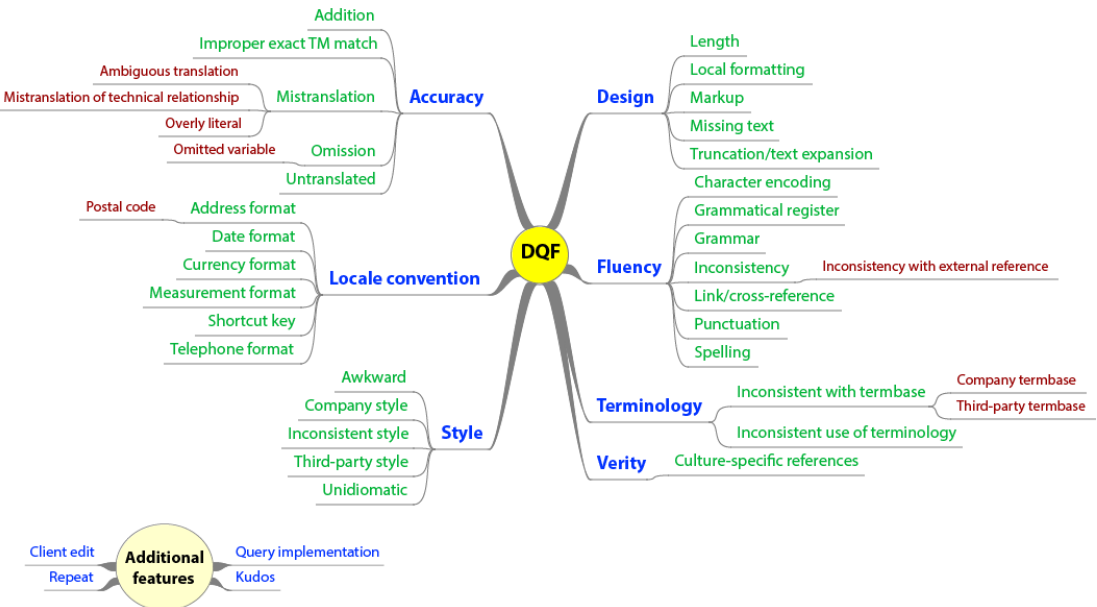 DQF
Accuracy
Addition
Improper exact TM match
Mistranslation
Ambiguous translation
Mistranslation of technical relationship
Overly literal
Omission
Omitted variable
Untranslated
Locale convention
Address format
Postal code
Date format
Currency format
Measurement format
Shortcut key
Telephone format
Style
Awkward
Company style
Inconsistent style
Third-party style
Unidiomatic
Design
Length
Local formatting
Markup
Missing text
Truncation/text expansion
Fluency
Character encoding
Grammatical register
Grammar
Inconsistency
Inconsistency with external reference
Link/cross-reference
Punctuation
Spelling
Terminology
Inconsistent with termbase
Company termbase
Third-party termbase
Inconsistent use of terminology
Verity
Culture-specific references
Additional
features
Client edit
Repeat
Query implementation
Kudos